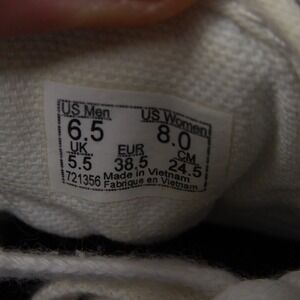 US Men US Women
6.5 8.0
UK EUR CM
5.5 38.5 24.5
721356 Made in Vietnam
Fabrique en Vietnam